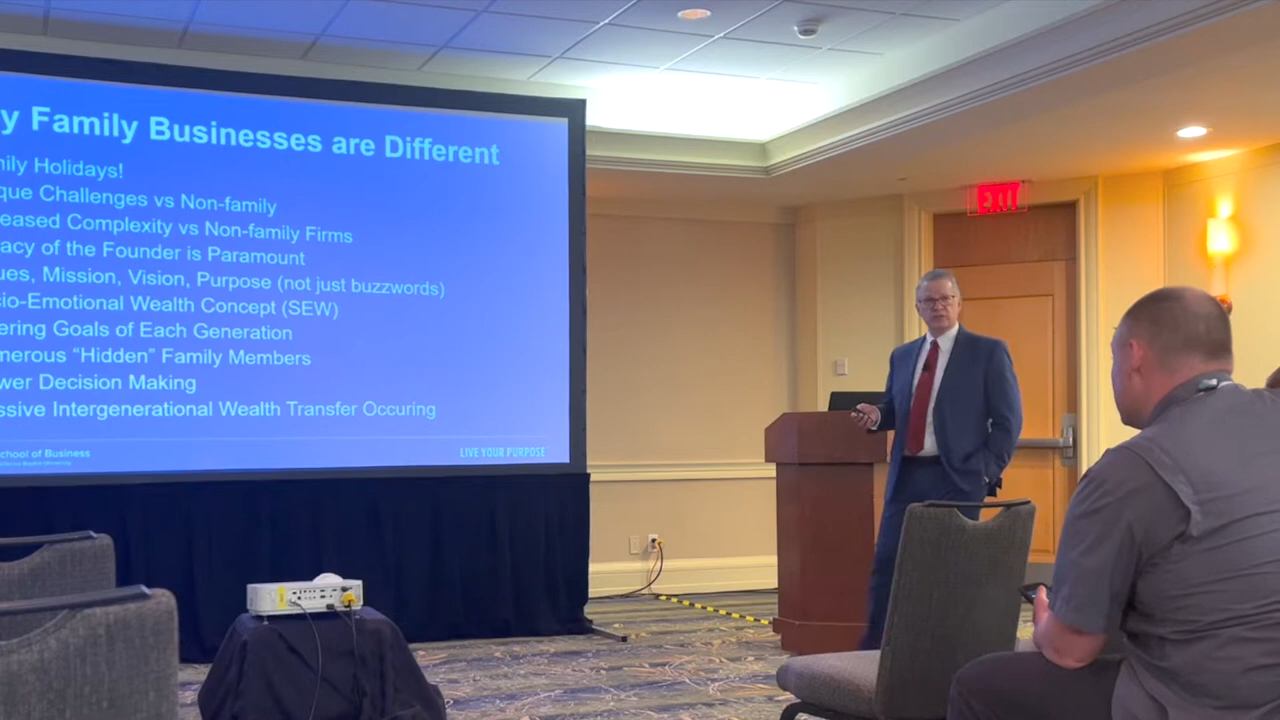 y Family Businesses are Different
ily Holidays!
que Challenges vs Non-family
eased Complexity vs Non-family Firms
acy of the Founder is Paramount
ues, Mission, Vision, Purpose (not just buzzwords)
io-Emotional Wealth Concept (SEW)
ering Goals of Each Generation
merous “Hidden” Family Members
wer Decision Making
ssive Intergenerational Wealth Transfer Occuring
chool of Business
LIVE YOUR PURPOSE
EXIT